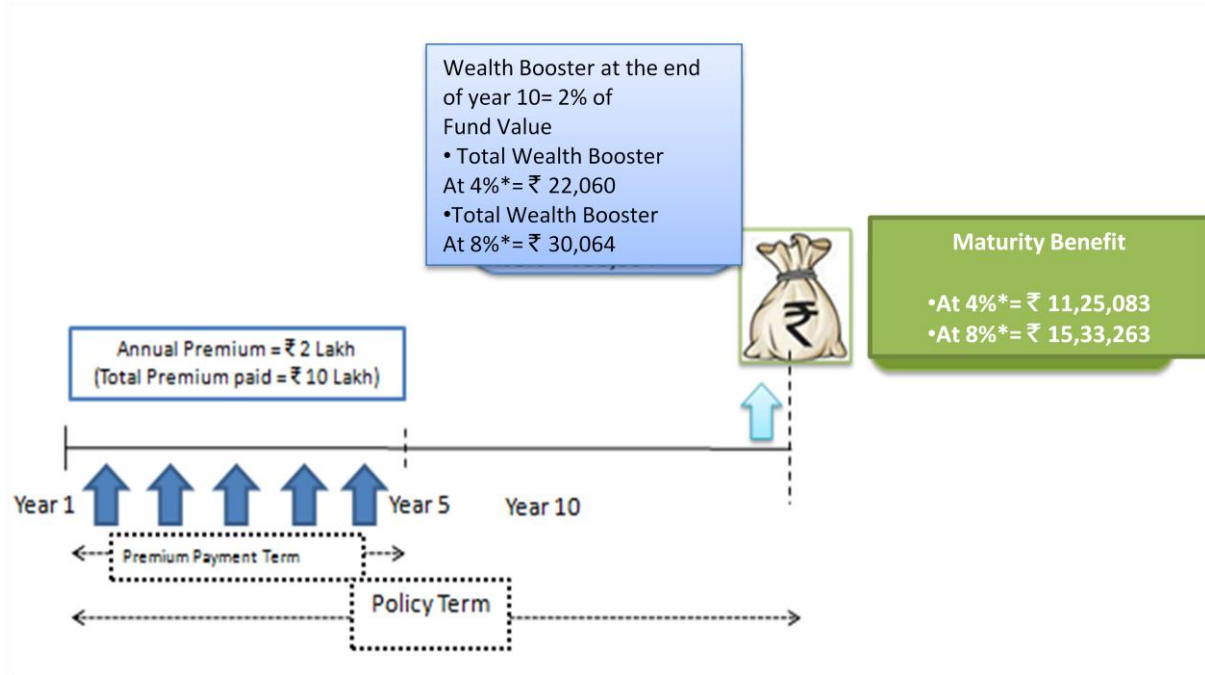 Wealth Booster at the end
of year 10= 2% of
Fund Value
• Total Wealth Booster
At 4%*= ₹ 22,060
•Total Wealth Booster
At 8%*= ₹ 30,064
₹
Maturity Benefit
•At 4%*= ₹ 11,25,083
•At 8%*= ₹ 15,33,263
Annual Premium = ₹ 2 Lakh
(Total Premium paid = ₹ 10 Lakh)
Year 1
Year 5
Year 10
Premium Payment Term
Policy Term